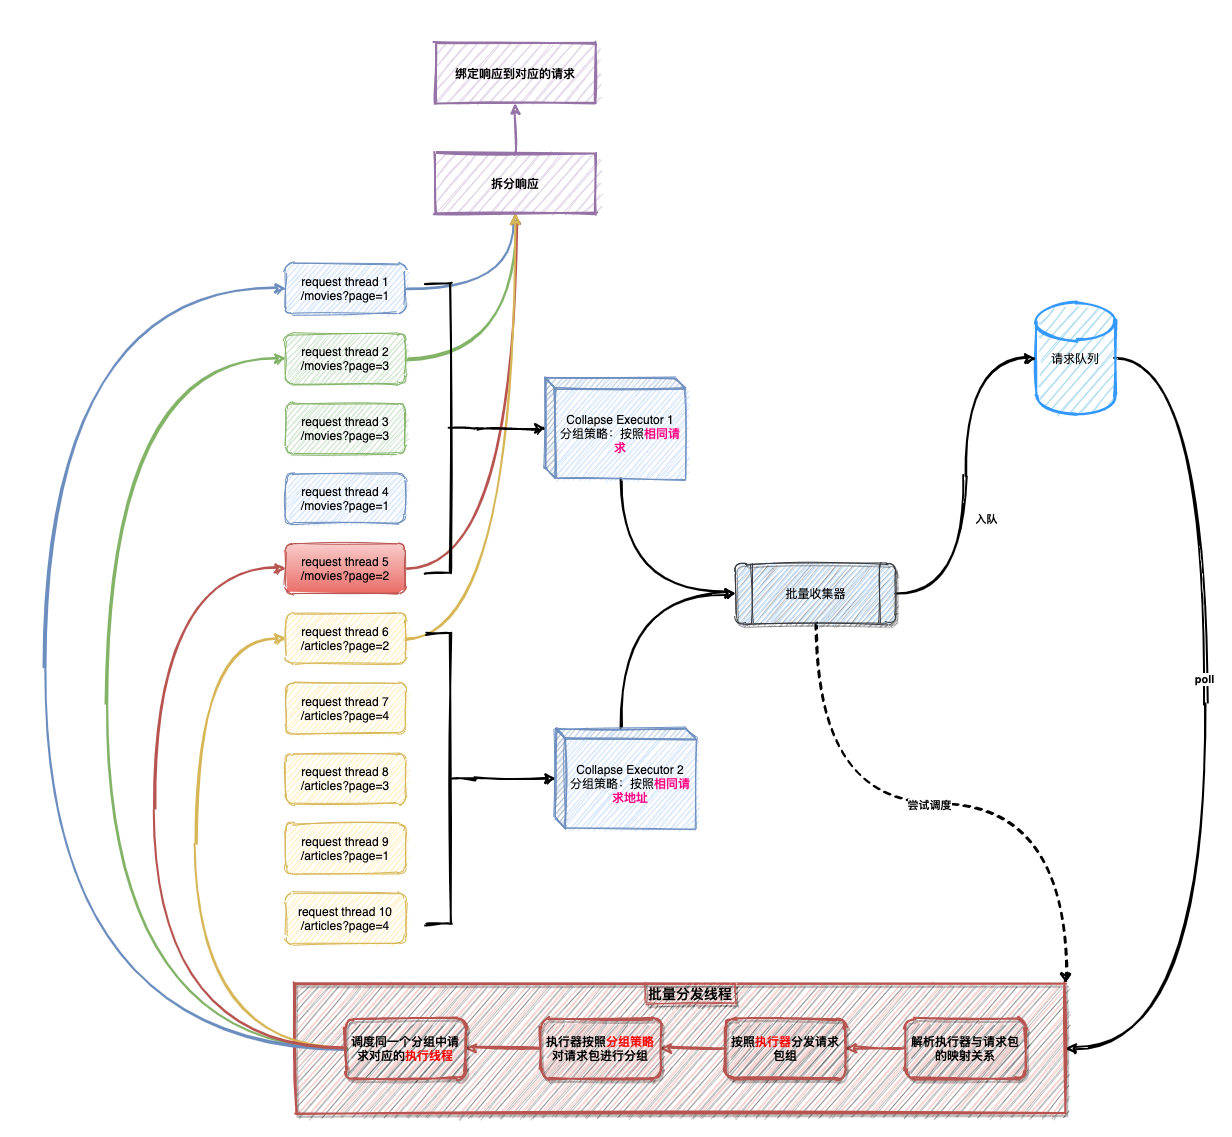 绑定响应到对应的请求
拆分响应
request thread 1
/movies?page=1
request thread 2
/movies?page=3
request thread 3
/movies?page=3
request thread 4
/movies?page=1
request thread 5
/movies?page=2
request thread 6
/articles?page=2
request thread 7
/articles?page=4
request thread 8
/articles?page=3
request thread 9
/articles?page=1
request thread 10
/articles?page=4
Collapse Executor 1
分组策略：按照相同请
求
Collapse Executor 2
分组策略：按照相同请
求地址
批量收集器
请求队列
入队
poll
尝试调度
批量分发线程
调度同一个分组中请
求对应的执行线程
执行器按照分组策略
对请求包进行分组
按照执行器分发请求
包组
解析执行器与请求包
的映射关系